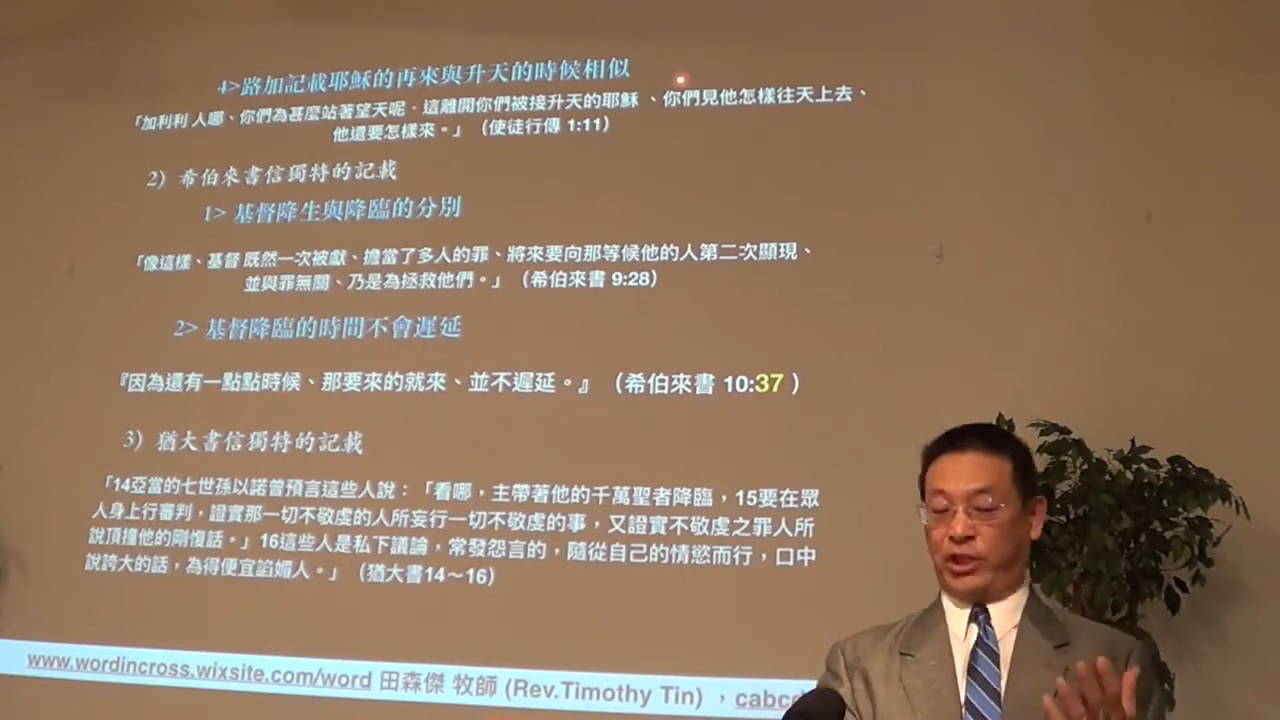 4>路加記載耶穌的再來與升天的時候相似
「加利利 人哪、你們為甚麼站著望天呢．這離開你們被接升天的耶穌 、你們見他怎樣往天上去、
他還要怎樣來。」（使徒行傳 1:11）
2）希伯來書信獨特的記載
1> 基督降生與降臨的分別
「像這樣、基督 既然一次被獻、擔當了多人的罪、將來要向那等候他的人第二次顯現、
並與罪無關、乃是為拯救他們。」（希伯來書 9:28）
2> 基督降臨的時間不會遲延
『因為還有一點點時候、那要來的就來、並不遲延。』（希伯來書 10:37 ）
3）猶大書信獨特的記載
「14亞當的七世孫以諾曾預言這些人說：「看哪，主帶著他的千萬聖者降臨，15要在眾
人身上行審判，證實那一切不敬虔的人所妄行一切不敬虔的事，又證實不敬虔之罪人所
說頂撞他的剛愎話。」16這些人是私下議論，常發怨言的，隨從自己的情慾而行，口中
說誇大的話，為得便宜諂媚人。」（猶大書14～16）
www.wordincross.wixsite.com/word 田森傑 牧師 (Rev.Timothy Tin) ，cabc